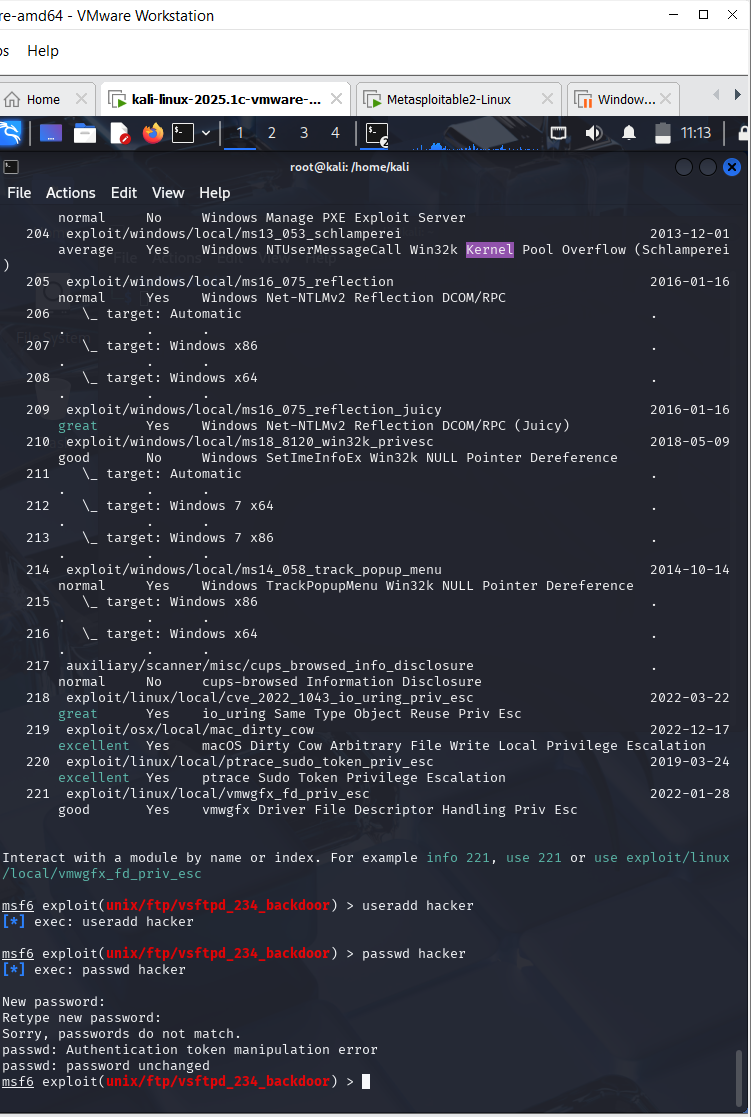 re-amd64 - VMware Workstation
os Help
Home kali-linux-2025.1c-vmware-... Metasploitable2-Linux Window...
1 2 3 4 2 11:13
root@kali: /home/kali
File Actions Edit View Help
normal No Windows Manage PXE Exploit Server
204 exploit/windows/local/ms13_053_schlamperei 2013-12-01
average Yes Windows NTUserMessageCall Win32k Kernel Pool Overflow (Schlamperei
)
205 exploit/windows/local/ms16_075_reflection 2016-01-16
normal Yes Windows Net-NTLMv2 Reflection DCOM/RPC
206 \_ target: Automatic .
. . .
207 \_ target: Windows x86 .
. . .
208 \_ target: Windows x64 .
. . .
209 exploit/windows/local/ms16_075_reflection_juicy 2016-01-16
great Yes Windows Net-NTLMv2 Reflection DCOM/RPC (Juicy)
210 exploit/windows/local/ms18_8120_win32k_privesc 2018-05-09
good No Windows SetImeInfoEx Win32k NULL Pointer Dereference
211 \_ target: Automatic .
. . .
212 \_ target: Windows 7 x64 .
. . .
213 \_ target: Windows 7 x86 .
. . .
214 exploit/windows/local/ms14_058_track_popup_menu 2014-10-14
normal Yes Windows TrackPopupMenu Win32k NULL Pointer Dereference
215 \_ target: Windows x86 .
. . .
216 \_ target: Windows x64 .
. . .
217 auxiliary/scanner/misc/cups_browsed_info_disclosure .
normal No cups-browsed Information Disclosure
218 exploit/linux/local/cve_2022_1043_io_uring_priv_esc 2022-03-22
great Yes io_uring Same Type Object Reuse Priv Esc
219 exploit/osx/local/mac_dirty_cow 2022-12-17
excellent Yes macOS Dirty Cow Arbitrary File Write Local Privilege Escalation
220 exploit/linux/local/ptrace_sudo_token_priv_esc 2019-03-24
excellent Yes ptrace Sudo Token Privilege Escalation
221 exploit/linux/local/vmwgfx_fd_priv_esc 2022-01-28
good Yes vmwgfx Driver File Descriptor Handling Priv Esc
Interact with a module by name or index. For example info 221, use 221 or use exploit/linux
/local/vmwgfx_fd_priv_esc
msf6 exploit(unix/ftp/vsftpd_234_backdoor) > useradd hacker
[*] exec: useradd hacker
msf6 exploit(unix/ftp/vsftpd_234_backdoor) > passwd hacker
[*] exec: passwd hacker
New password:
Retype new password:
Sorry, passwords do not match.
passwd: Authentication token manipulation error
passwd: password unchanged
msf6 exploit(unix/ftp/vsftpd_234_backdoor) >